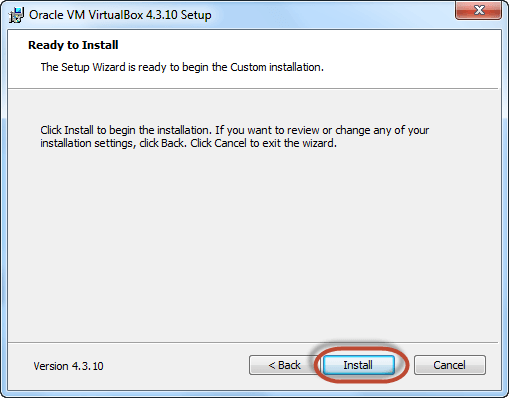 Oracle VM VirtualBox 4.3.10 Setup
Ready to Install
The Setup Wizard is ready to begin the Custom installation.
Click Install to begin the installation. If you want to review or change any of your
installation settings, click Back. Click Cancel to exit the wizard.
Version 4.3.10
< Back
Install
Cancel